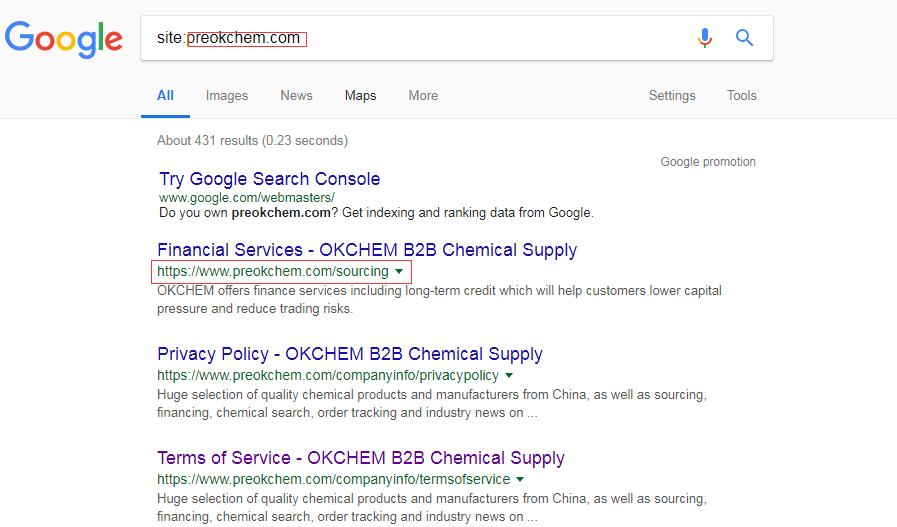 Google
site:preokchem.com
All Images News Maps More Settings Tools
About 431 results (0.23 seconds)
Google promotion
Try Google Search Console
www.google.com/webmasters/
Do you own preokchem.com? Get indexing and ranking data from Google.
Financial Services - OKCHEM B2B Chemical Supply
https://www.preokchem.com/sourcing
OKCHEM offers finance services including long-term credit which will help customers lower capital
pressure and reduce trading risks.
Privacy Policy - OKCHEM B2B Chemical Supply
https://www.preokchem.com/companyinfo/privacypolicy
Huge selection of quality chemical products and manufacturers from China, as well as sourcing,
financing, chemical search, order tracking and industry news on ...
Terms of Service - OKCHEM B2B Chemical Supply
https://www.preokchem.com/companyinfo/termsofservice
Huge selection of quality chemical products and manufacturers from China, as well as sourcing,
financing, chemical search, order tracking and industry news on ...